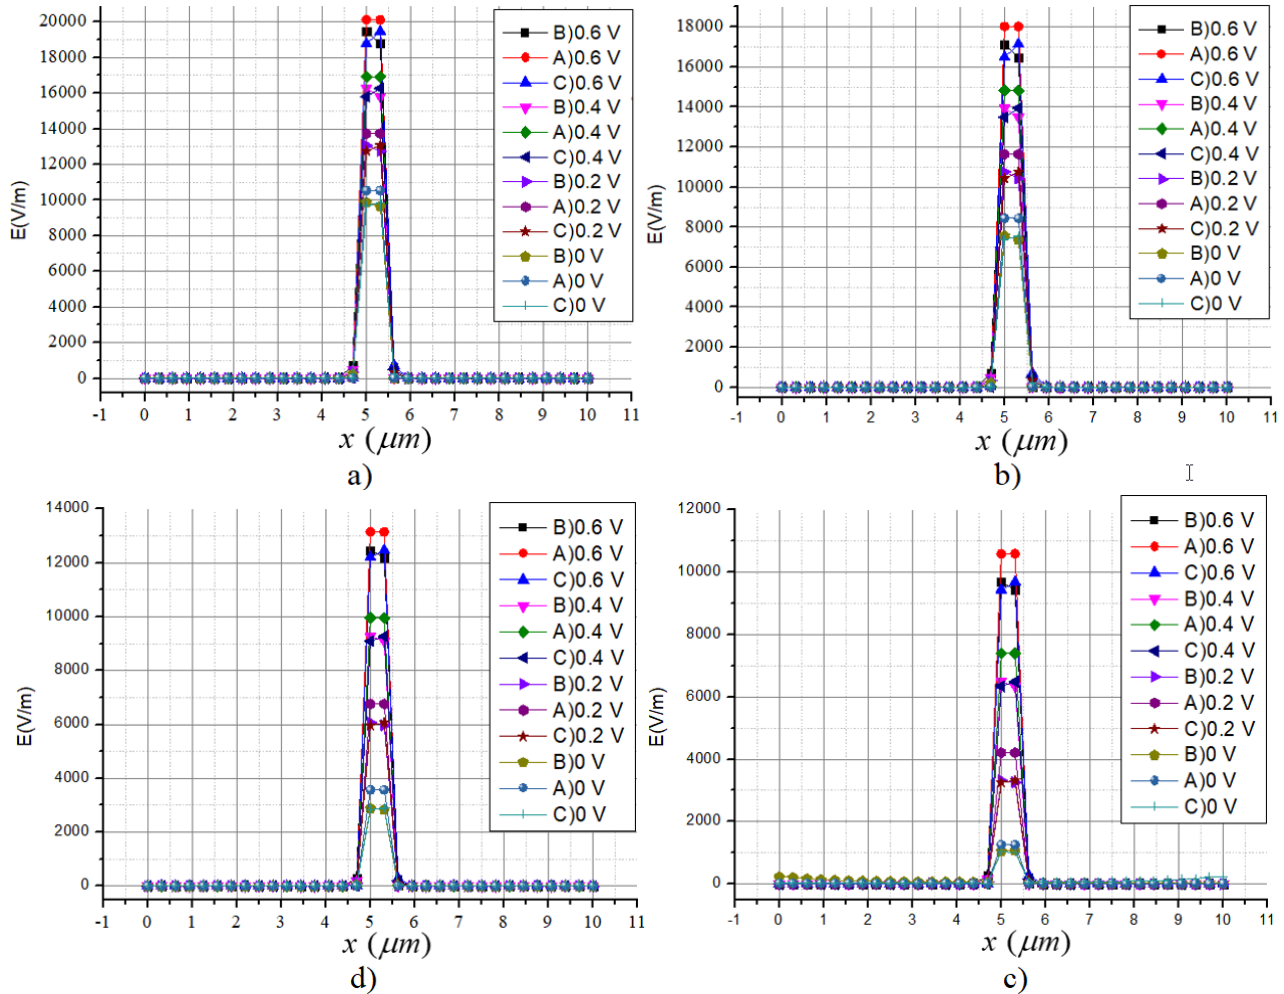 20000
18000
16000
14000
12000
10000
8000
6000
4000
2000
0
E(V/m)
-1 0 1 2 3 4 5 6 7 8 9 10 11
x (μm)
B)0.6 V
A)0.6 V
C)0.6 V
B)0.4 V
A)0.4 V
C)0.4 V
B)0.2 V
A)0.2 V
C)0.2 V
B)0 V
A)0 V
C)0 V
a)
18000
16000
14000
12000
10000
8000
6000
4000
2000
0
E(V/m)
-1 0 1 2 3 4 5 6 7 8 9 10 11
x (μm)
B)0.6 V
A)0.6 V
C)0.6 V
B)0.4 V
A)0.4 V
C)0.4 V
B)0.2 V
A)0.2 V
C)0.2 V
B)0 V
A)0 V
C)0 V
b)
14000
12000
10000
8000
6000
4000
2000
0
E(V/m)
-1 0 1 2 3 4 5 6 7 8 9 10 11
x (μm)
B)0.6 V
A)0.6 V
C)0.6 V
B)0.4 V
A)0.4 V
C)0.4 V
B)0.2 V
A)0.2 V
C)0.2 V
B)0 V
A)0 V
C)0 V
d)
12000
10000
8000
6000
4000
2000
0
E(V/m)
-1 0 1 2 3 4 5 6 7 8 9 10 11
x (μm)
B)0.6 V
A)0.6 V
C)0.6 V
B)0.4 V
A)0.4 V
C)0.4 V
B)0.2 V
A)0.2 V
C)0.2 V
B)0 V
A)0 V
C)0 V
c)